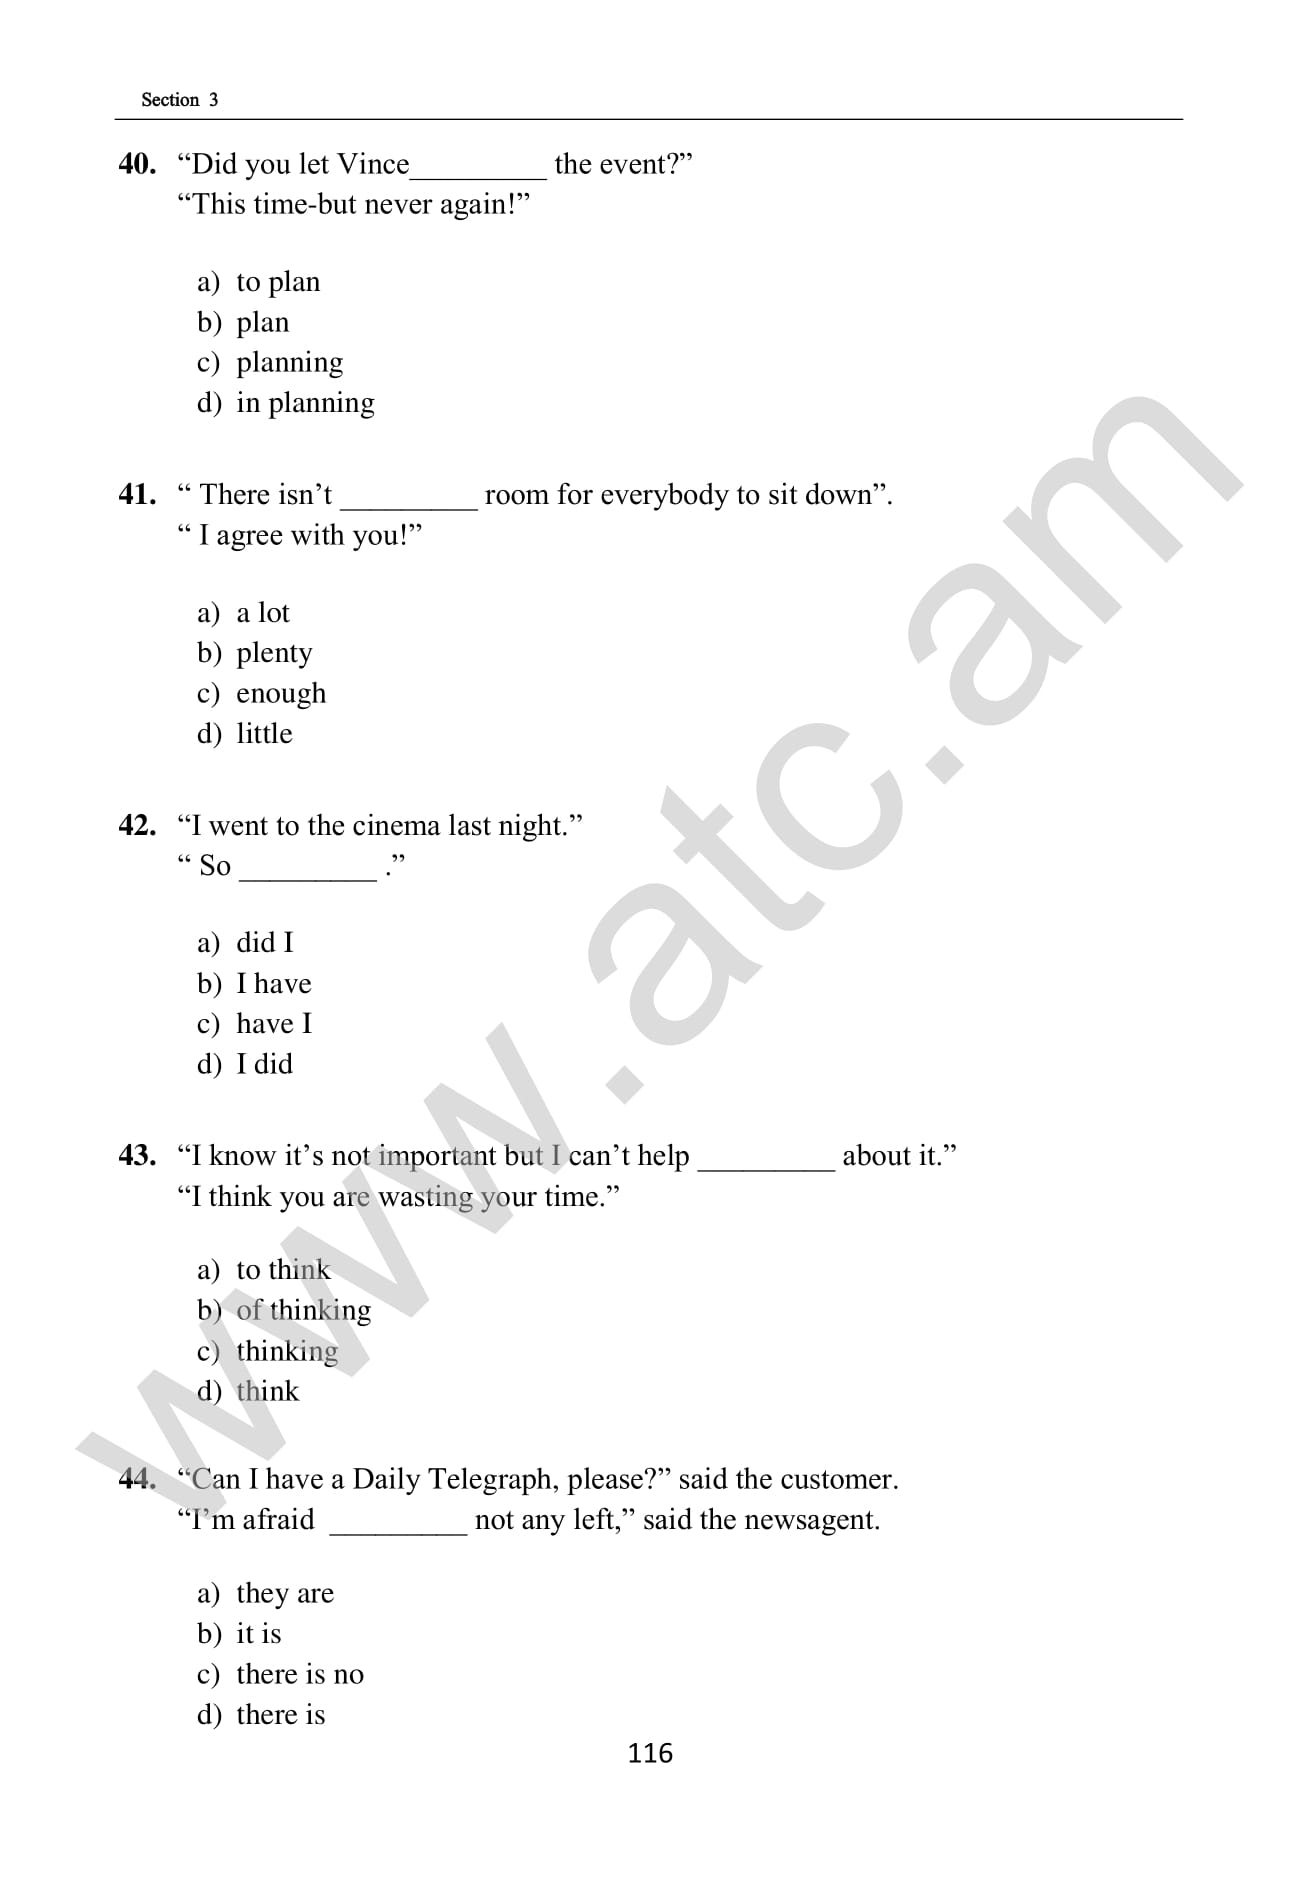 Section 3
40. “Did you let Vince_________ the event?”
“This time-but never again!”
a) to plan
b) plan
c) planning
d) in planning
41. “ There isn’t _________ room for everybody to sit down”.
“ I agree with you!”
a) a lot
b) plenty
c) enough
d) little
42. “I went to the cinema last night.”
“ So _________ .”
a) did I
b) I have
c) have I
d) I did
43. “I know it’s not important but I can’t help _________ about it.”
“I think you are wasting your time.”
a) to think
b) of thinking
c) thinking
d) think
44. “Can I have a Daily Telegraph, please?” said the customer.
“I’m afraid _________ not any left,” said the newsagent.
a) they are
b) it is
c) there is no
d) there is
116
www.atc.am